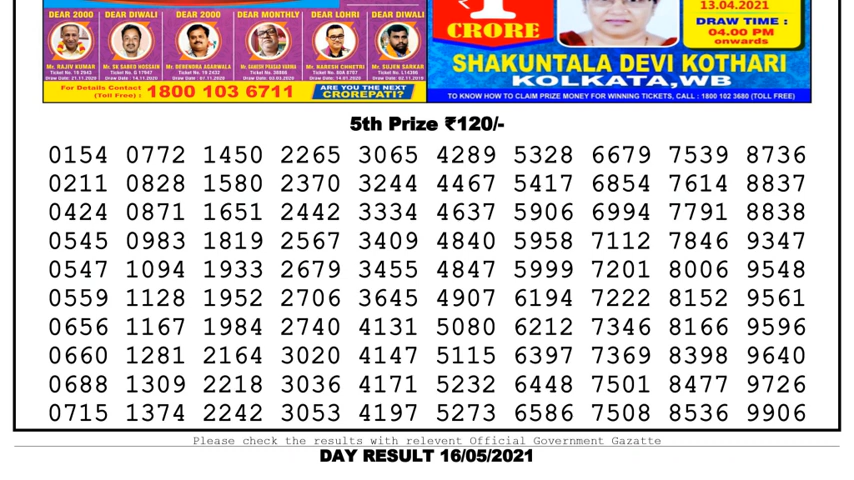 DEAR 2000 DEAR DIWALI DEAR 2000 DEAR MONTHLY DEAR LOHRI DEAR DIWALI
Mr. RAJIV KUMAR Mr. SK SABED HOSSAIN Mr. DEBENDRA AGARWALA Mr. GANESH PRASAD VARMA Mr. NARESH CHHETRI Mr. SUJEN SARKAR
For Details Contact
(Toll Free) : 1800 103 6711
ARE YOU THE NEXT
CROREPATI?
₹1
CRORE
13.04.2021
DRAW TIME :
04.00 PM
onwards
SHAKUNTALA DEVI KOTHARI
KOLKATA,WB
TO KNOW HOW TO CLAIM PRIZE MONEY FOR WINNING TICKETS, CALL : 1800 102 3680 (TOLL FREE)
5th Prize ₹120/-
0154 0772 1450 2265 3065 4289 5328 6679 7539 8736
0211 0828 1580 2370 3244 4467 5417 6854 7614 8837
0424 0871 1651 2442 3334 4637 5906 6994 7791 8838
0545 0983 1819 2567 3409 4840 5958 7112 7846 9347
0547 1094 1933 2679 3455 4847 5999 7201 8006 9548
0559 1128 1952 2706 3645 4907 6194 7222 8152 9561
0656 1167 1984 2740 4131 5080 6212 7346 8166 9596
0660 1281 2164 3020 4147 5115 6397 7369 8398 9640
0688 1309 2218 3036 4171 5232 6448 7501 8477 9726
0715 1374 2242 3053 4197 5273 6586 7508 8536 9906
Please check the results with relevent Official Government Gazatte
DAY RESULT 16/05/2021